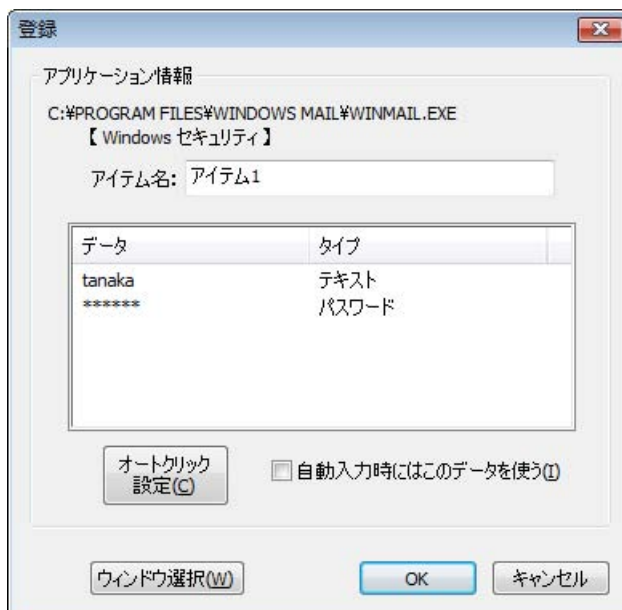 登録
アプリケーション情報
C:¥PROGRAM FILES¥WINDOWS MAIL¥WINMAIL.EXE
【 Windows セキュリティ 】
アイテム名: アイテム1
データ タイプ
tanaka テキスト
****** パスワード
オートクリック
設定(C)
自動入力時にはこのデータを使う(I)
ウィンドウ選択(W) OK キャンセル